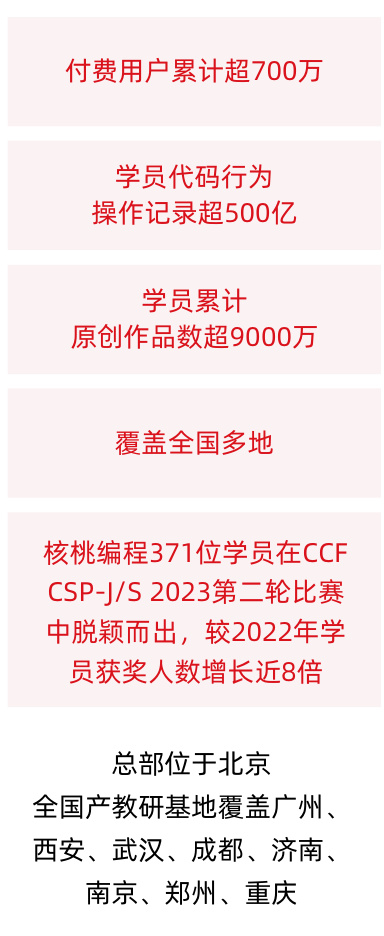 付费用户累计超700万
学员代码行为
操作记录超500亿
学员累计
原创作品数超9000万
覆盖全国多地
核桃编程371位学员在CCF
CSP-J/S 2023第二轮比赛
中脱颖而出，较2022年学
员获奖人数增长近8倍
总部位于北京
全国产教研基地覆盖广州、
西安、武汉、成都、济南、
南京、郑州、重庆